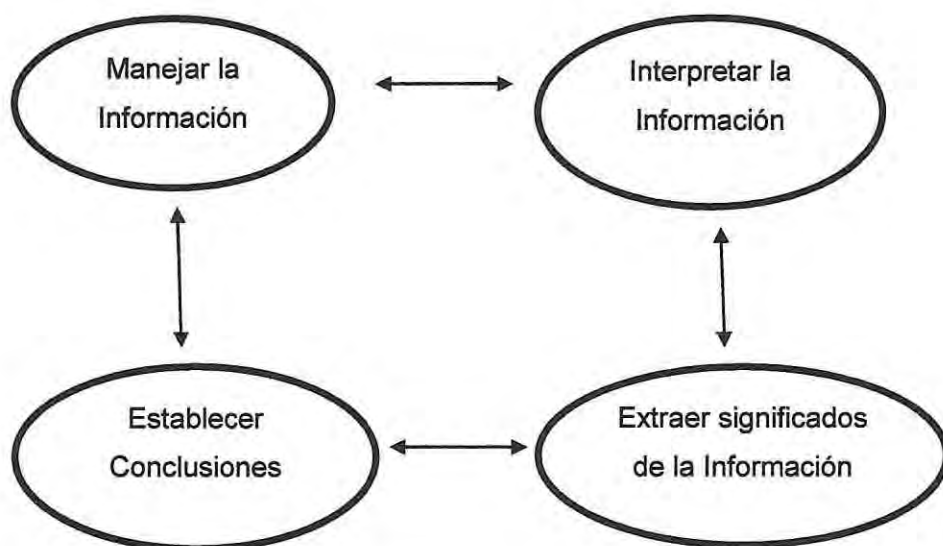 Manejar la
Información
Interpretar la
Información
Establecer
Conclusiones
Extraer significados
de la Información